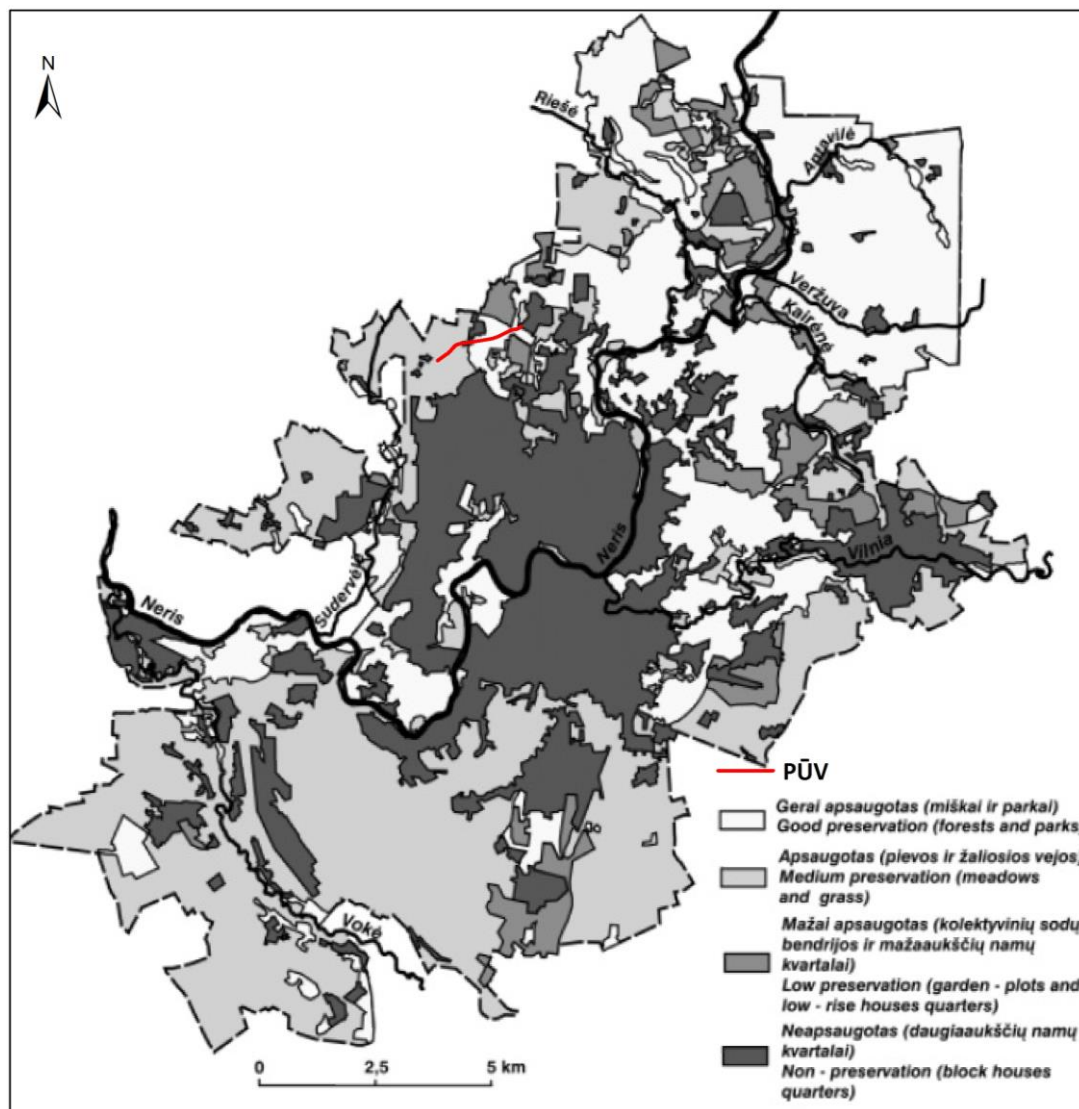 N
Riešė
Antavilė
Veržuva
Kairėnė
Neris
Vilnia
Sudervėlė
Neris
Vokė
PŪV
Gerai apsaugotas (miškai ir parkai)
Good preservation (forests and parks)
Apsaugotas (pievos ir žaliosios vejos)
Medium preservation (meadows
and grass)
Mažai apsaugotas (kolektyvinių sodų
bendrijos ir mažaaukščių namų
kvartalai)
Low preservation (garden - plots and
low - rise houses quarters)
Neapsaugotas (daugiaaukščių namų
kvartalai)
Non - preservation (block houses
quarters)
0 2,5 5 km